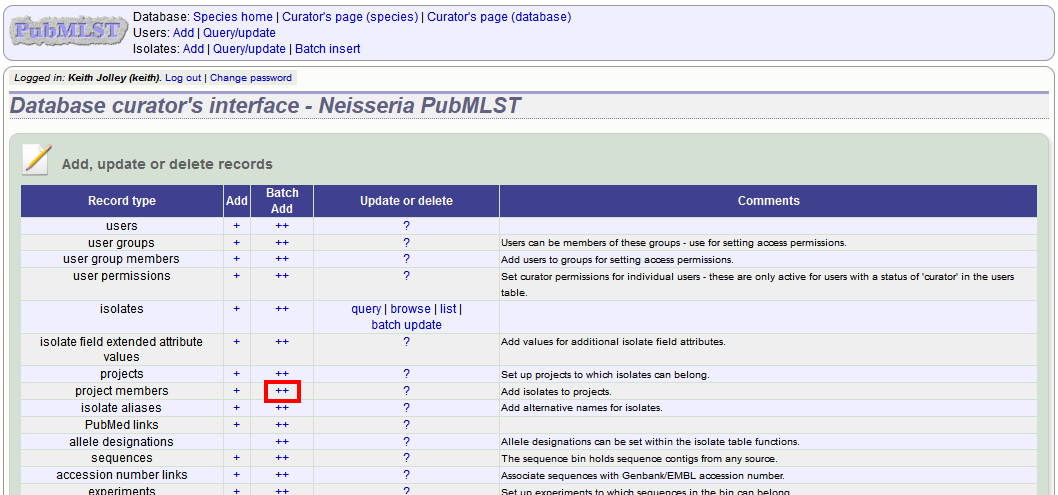 PubMLST
Database: Species home | Curator's page (species) | Curator's page (database)
Users: Add | Query/update
Isolates: Add | Query/update | Batch insert
Logged in: Keith Jolley (keith). Log out | Change password
Database curator's interface - Neisseria PubMLST
Add, update or delete records
Record type Add Batch Add Update or delete Comments
users + ++ ?
user groups + ++ ? Users can be members of these groups - use for setting access permissions.
user group members + ++ ? Add users to groups for setting access permissions.
user permissions + ++ ? Set curator permissions for individual users - these are only active for users with a status of 'curator' in the users
table.
isolates + ++ query | browse | list |
batch update
isolate field extended attribute + ++ ? Add values for additional isolate field attributes.
values
projects + ++ ? Set up projects to which isolates can belong.
project members + ++ ? Add isolates to projects.
isolate aliases + ++ ? Add alternative names for isolates.
PubMed links + ++ ?
allele designations ++ ? Allele designations can be set within the isolate table functions.
sequences + ++ ? The sequence bin holds sequence contigs from any source.
accession number links + ++ ? Associate sequences with Genbank/EMBL accession number.
experiments + ++ ? Set up experiments to which sequences in the bin can belong.